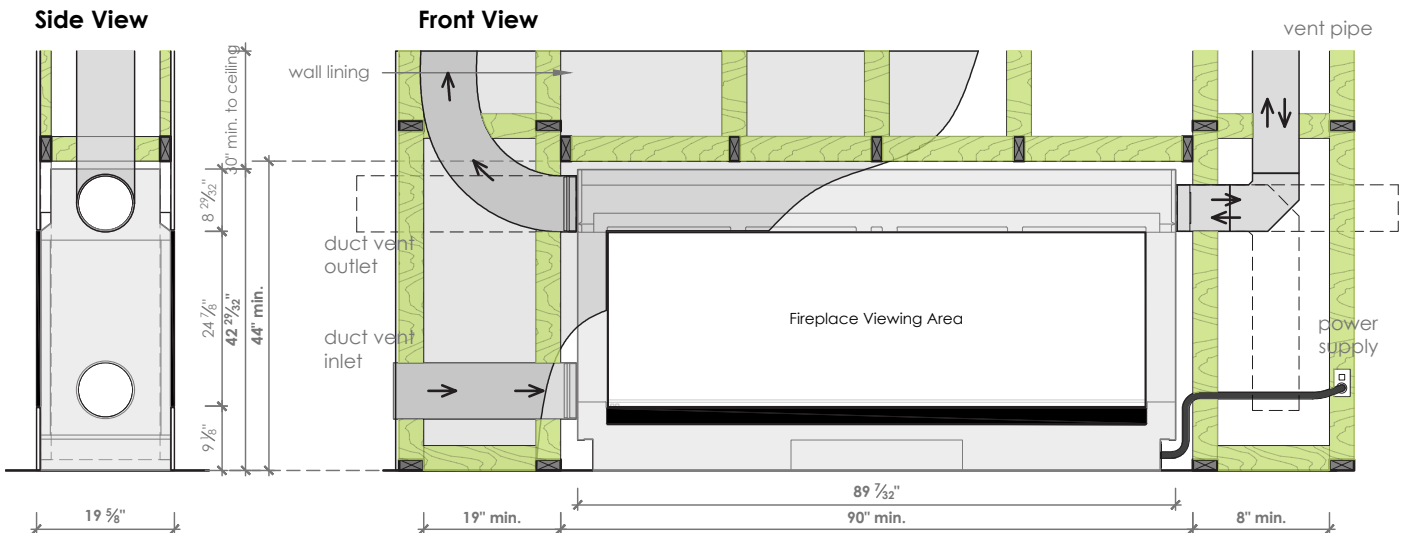 Side View
Front View
vent pipe
wall lining
30" min. to ceiling
8 29/32"
24 7/8"
42 29/32"
44" min.
9 1/8"
duct vent
outlet
duct vent
inlet
Fireplace Viewing Area
power
supply
89 7/32"
19 5/8"
19" min.
90" min.
8" min.